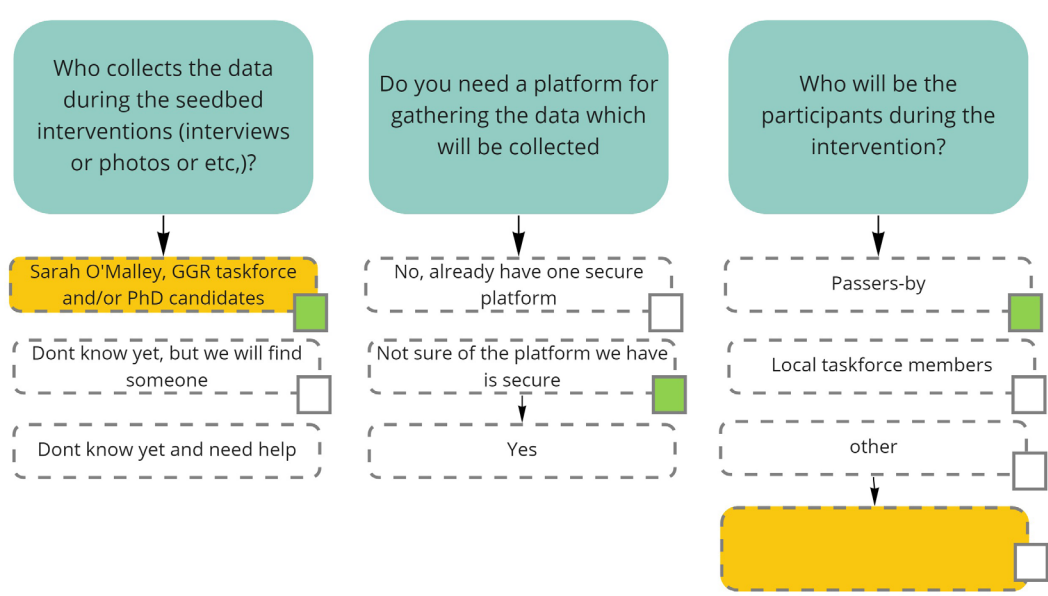 Who collects the data
during the seedbed
interventions (interviews
or photos or etc,)?
Sarah O'Malley, GGR taskforce
and/or PhD candidates
Dont know yet, but we will find
someone
Dont know yet and need help
Do you need a platform for
gathering the data which
will be collected
No, already have one secure
platform
Not sure of the platform we have
is secure
Yes
Who will be the
participants during the
intervention?
Passers-by
Local taskforce members
other